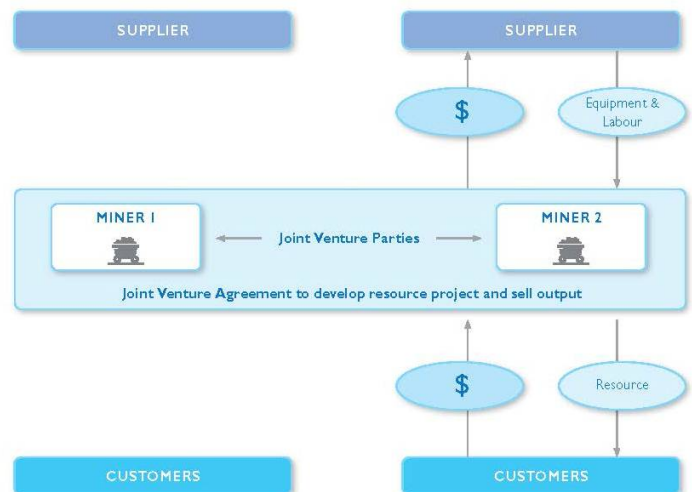 SUPPLIER
SUPPLIER
$
Equipment &
Labour
MINER 1
Joint Venture Parties
MINER 2
Joint Venture Agreement to develop resource project and sell output
$
Resource
CUSTOMERS
CUSTOMERS